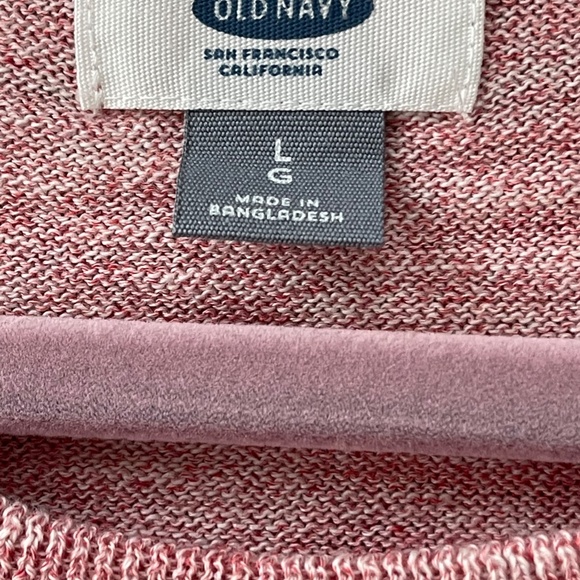 OLD NAVY
SAN FRANCISCO
CALIFORNIA
L
G
MADE IN
BANGLADESH